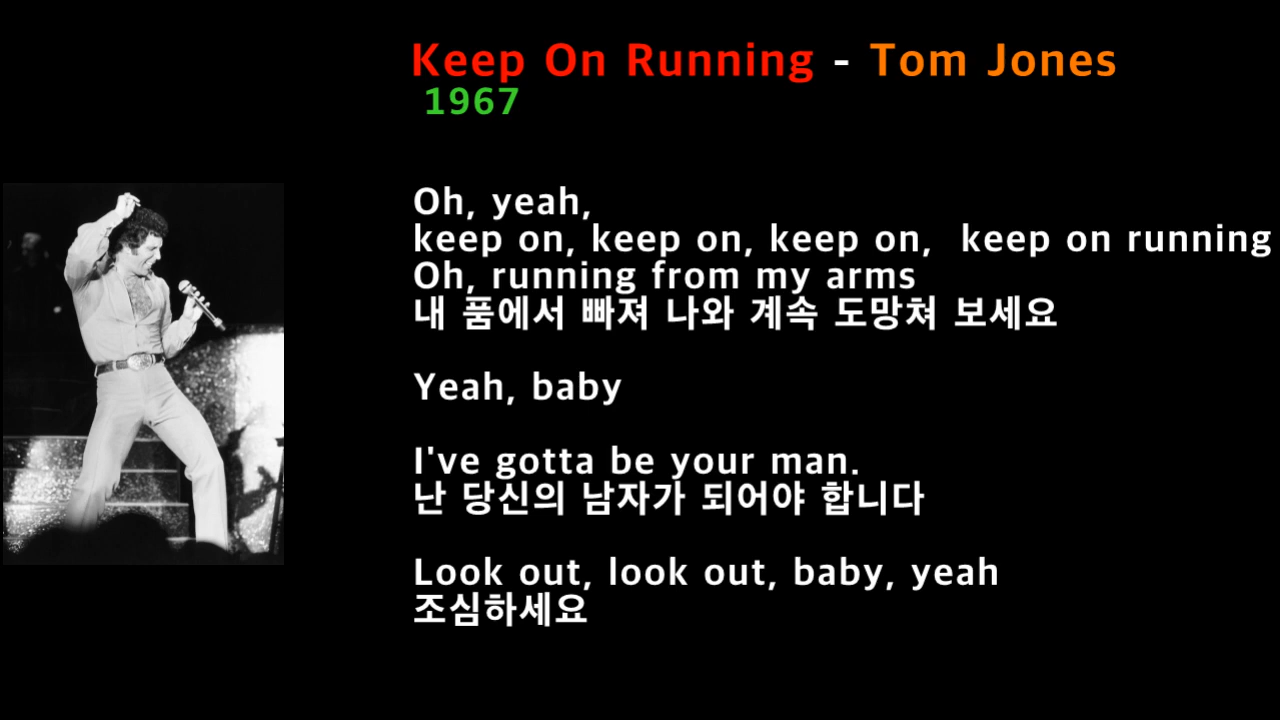 Keep On Running - Tom Jones
1967
Oh, yeah,
keep on, keep on, keep on,  keep on running
Oh, running from my arms
내 품에서 빠져 나와 계속 도망쳐 보세요
Yeah, baby
I've gotta be your man.
난 당신의 남자가 되어야 합니다
Look out, look out, baby, yeah
조심하세요